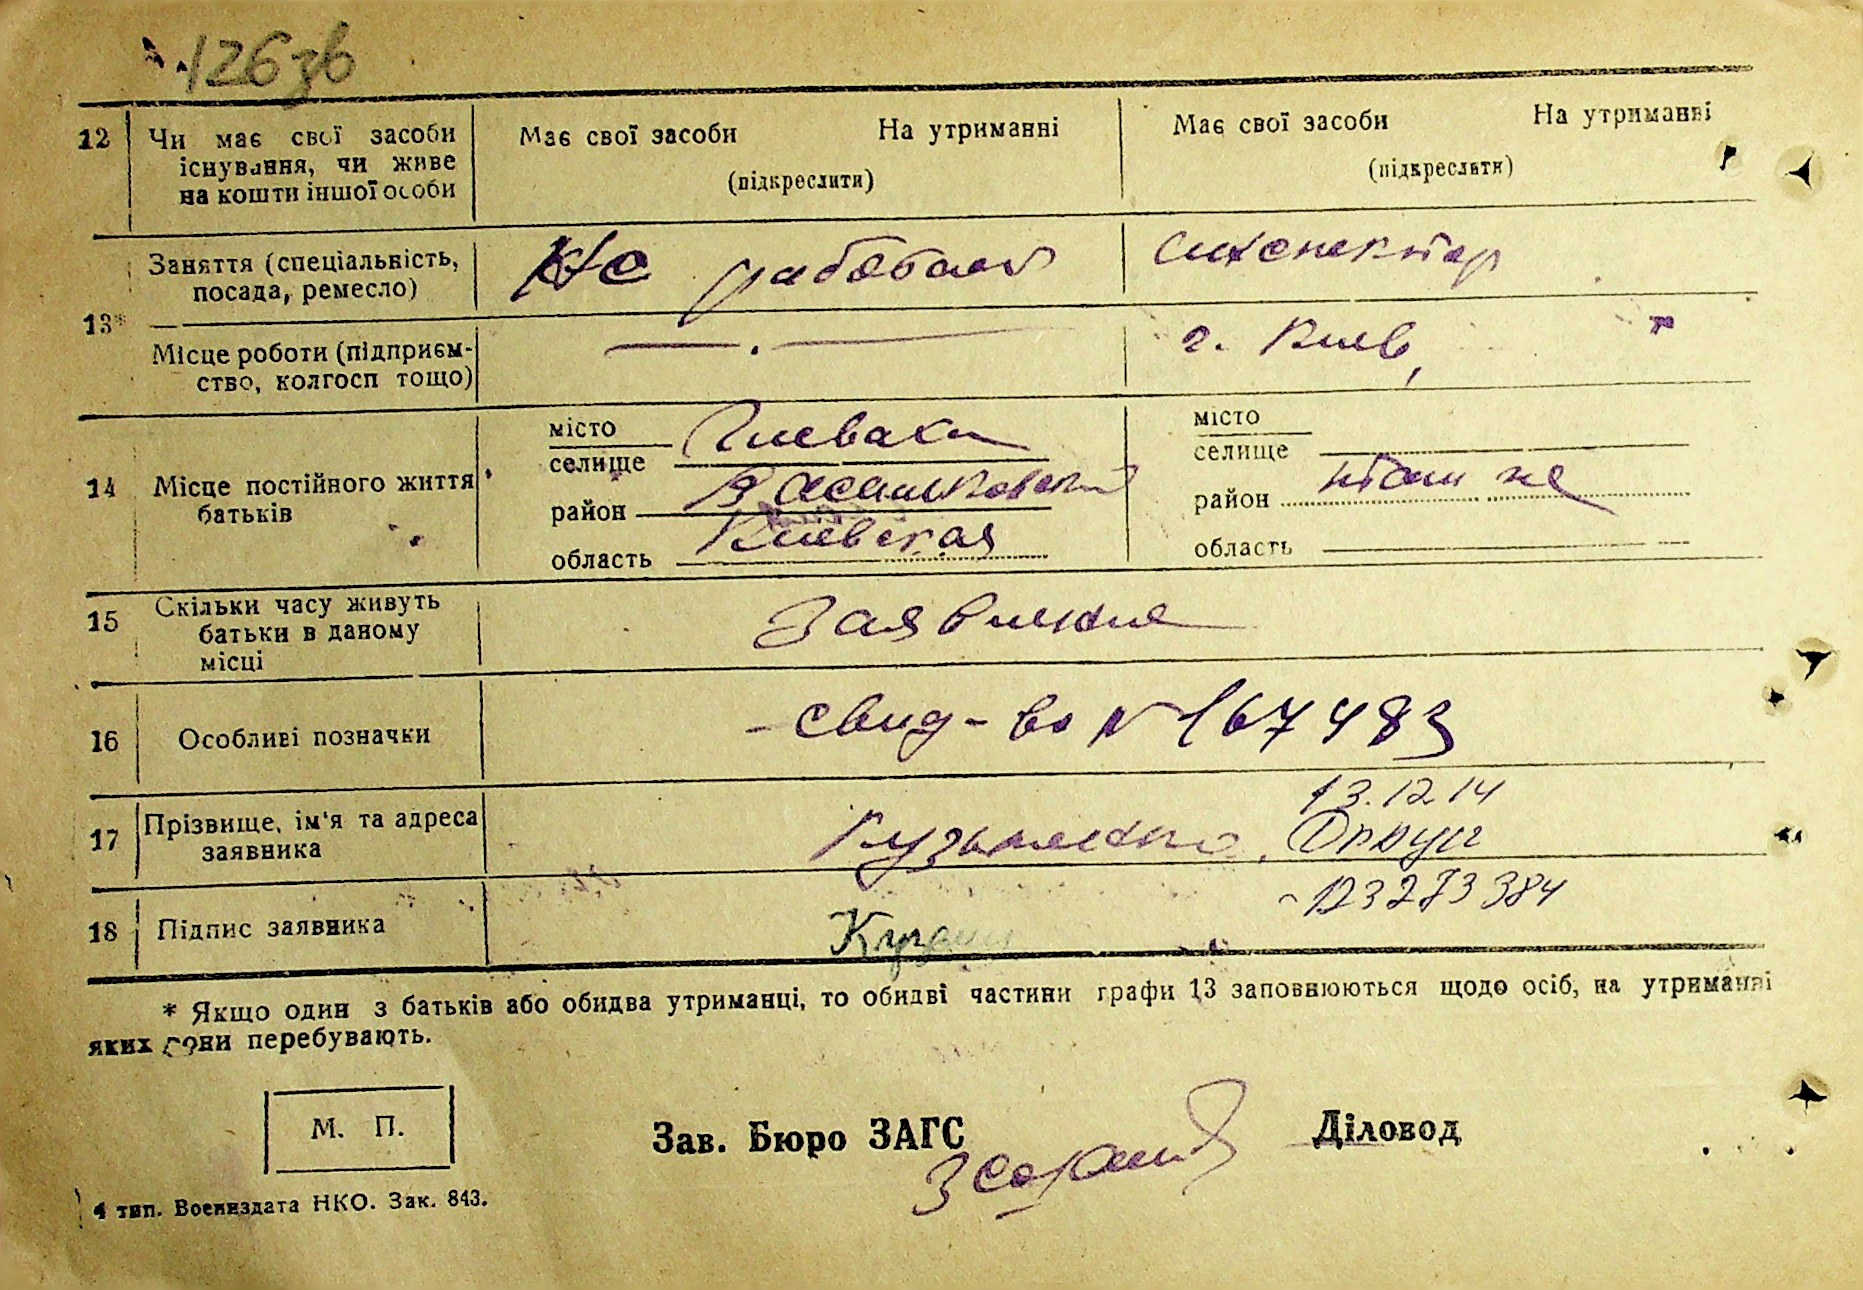 126зв
12 Чи має свої засоби існування, чи живе на кошти іншої особи
Має свої засоби На утриманні
(підкреслити)
Має свої засоби На утриманні
(підкреслити)
13*
Заняття (спеціальність, посада, ремесло)
Не работает
инспектор
Місце роботи (підприємство, колгосп тощо)
г. Киев,
14 Місце постійного життя батьків
місто
селище
район
область Киевская
місто
селище
район там же
область
15 Скільки часу живуть батьки в даному місці
16 Особливі позначки
- Свид-во N 167483
17 Прізвище, ім'я та адреса заявника
13.12.14
Кузьменко,
-123273384
18 Підпис заявника
* Якщо один з батьків або обидва утриманці, то обидві частини графи 13 заповнюються щодо осіб, на утриманні
яких вони перебувають.
М. П.
Зав. Бюро ЗАГС
Діловод
4 тип. Воениздата НКО. Зак. 843.